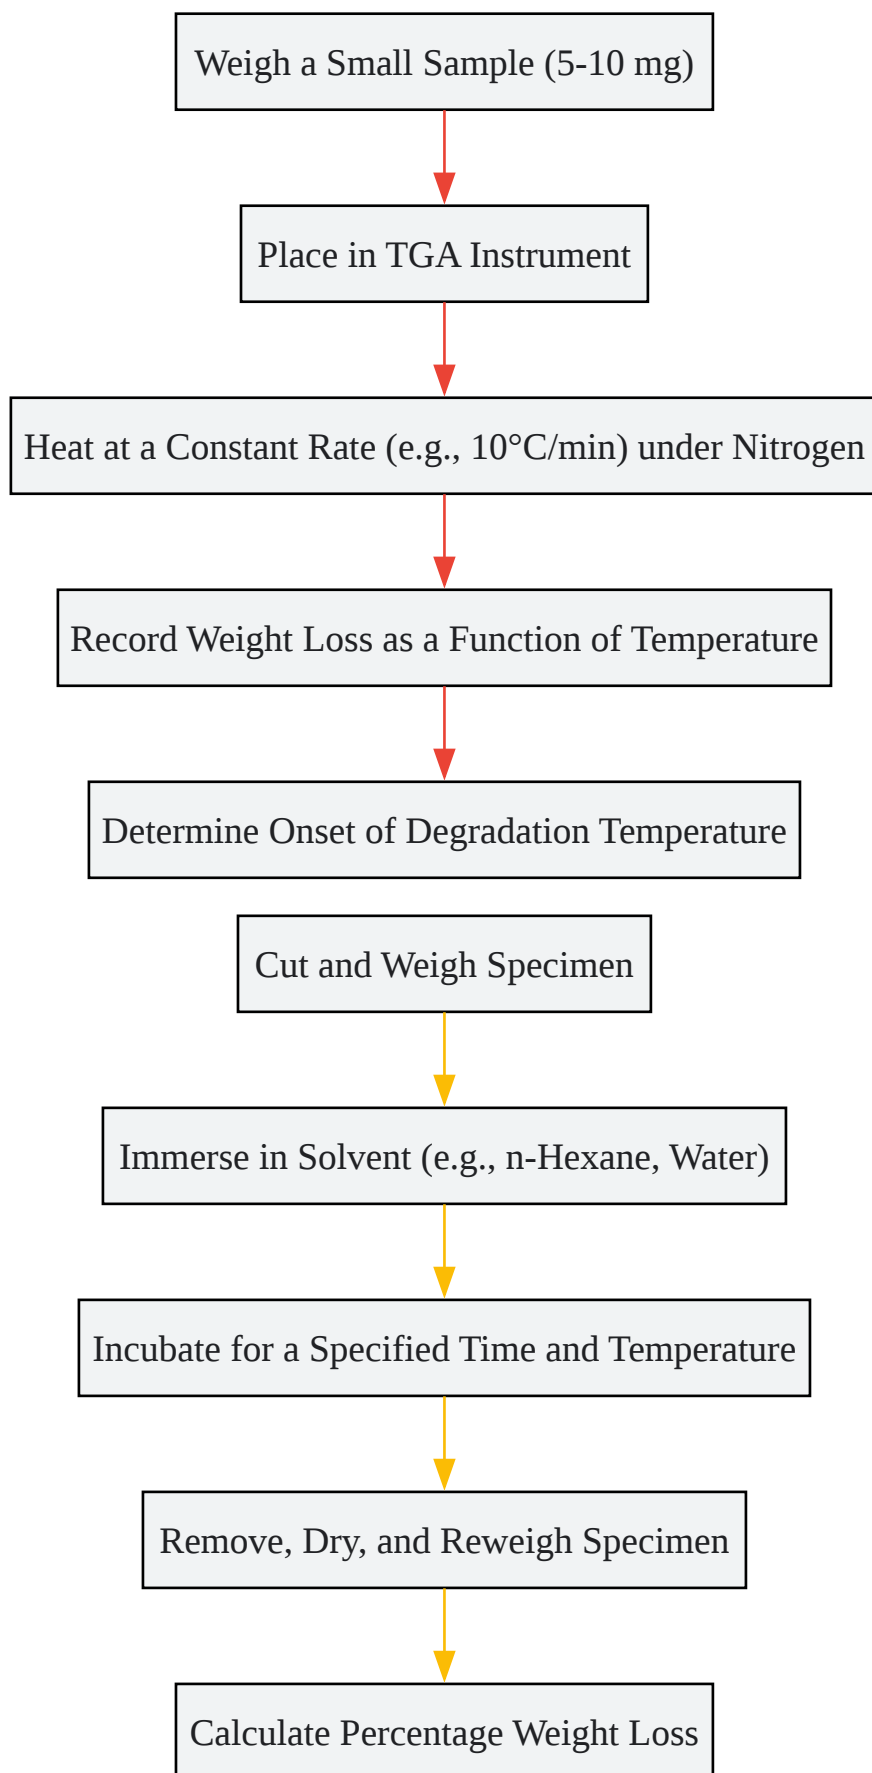 Weigh a Small Sample (5-10 mg)
Place in TGA Instrument
Heat at a Constant Rate (e.g., 10°C/min) under Nitrogen
Record Weight Loss as a Function of Temperature
Determine Onset of Degradation Temperature
Cut and Weigh Specimen
Immerse in Solvent (e.g., n-Hexane, Water)
Incubate for a Specified Time and Temperature
Remove, Dry, and Reweigh Specimen
Calculate Percentage Weight Loss